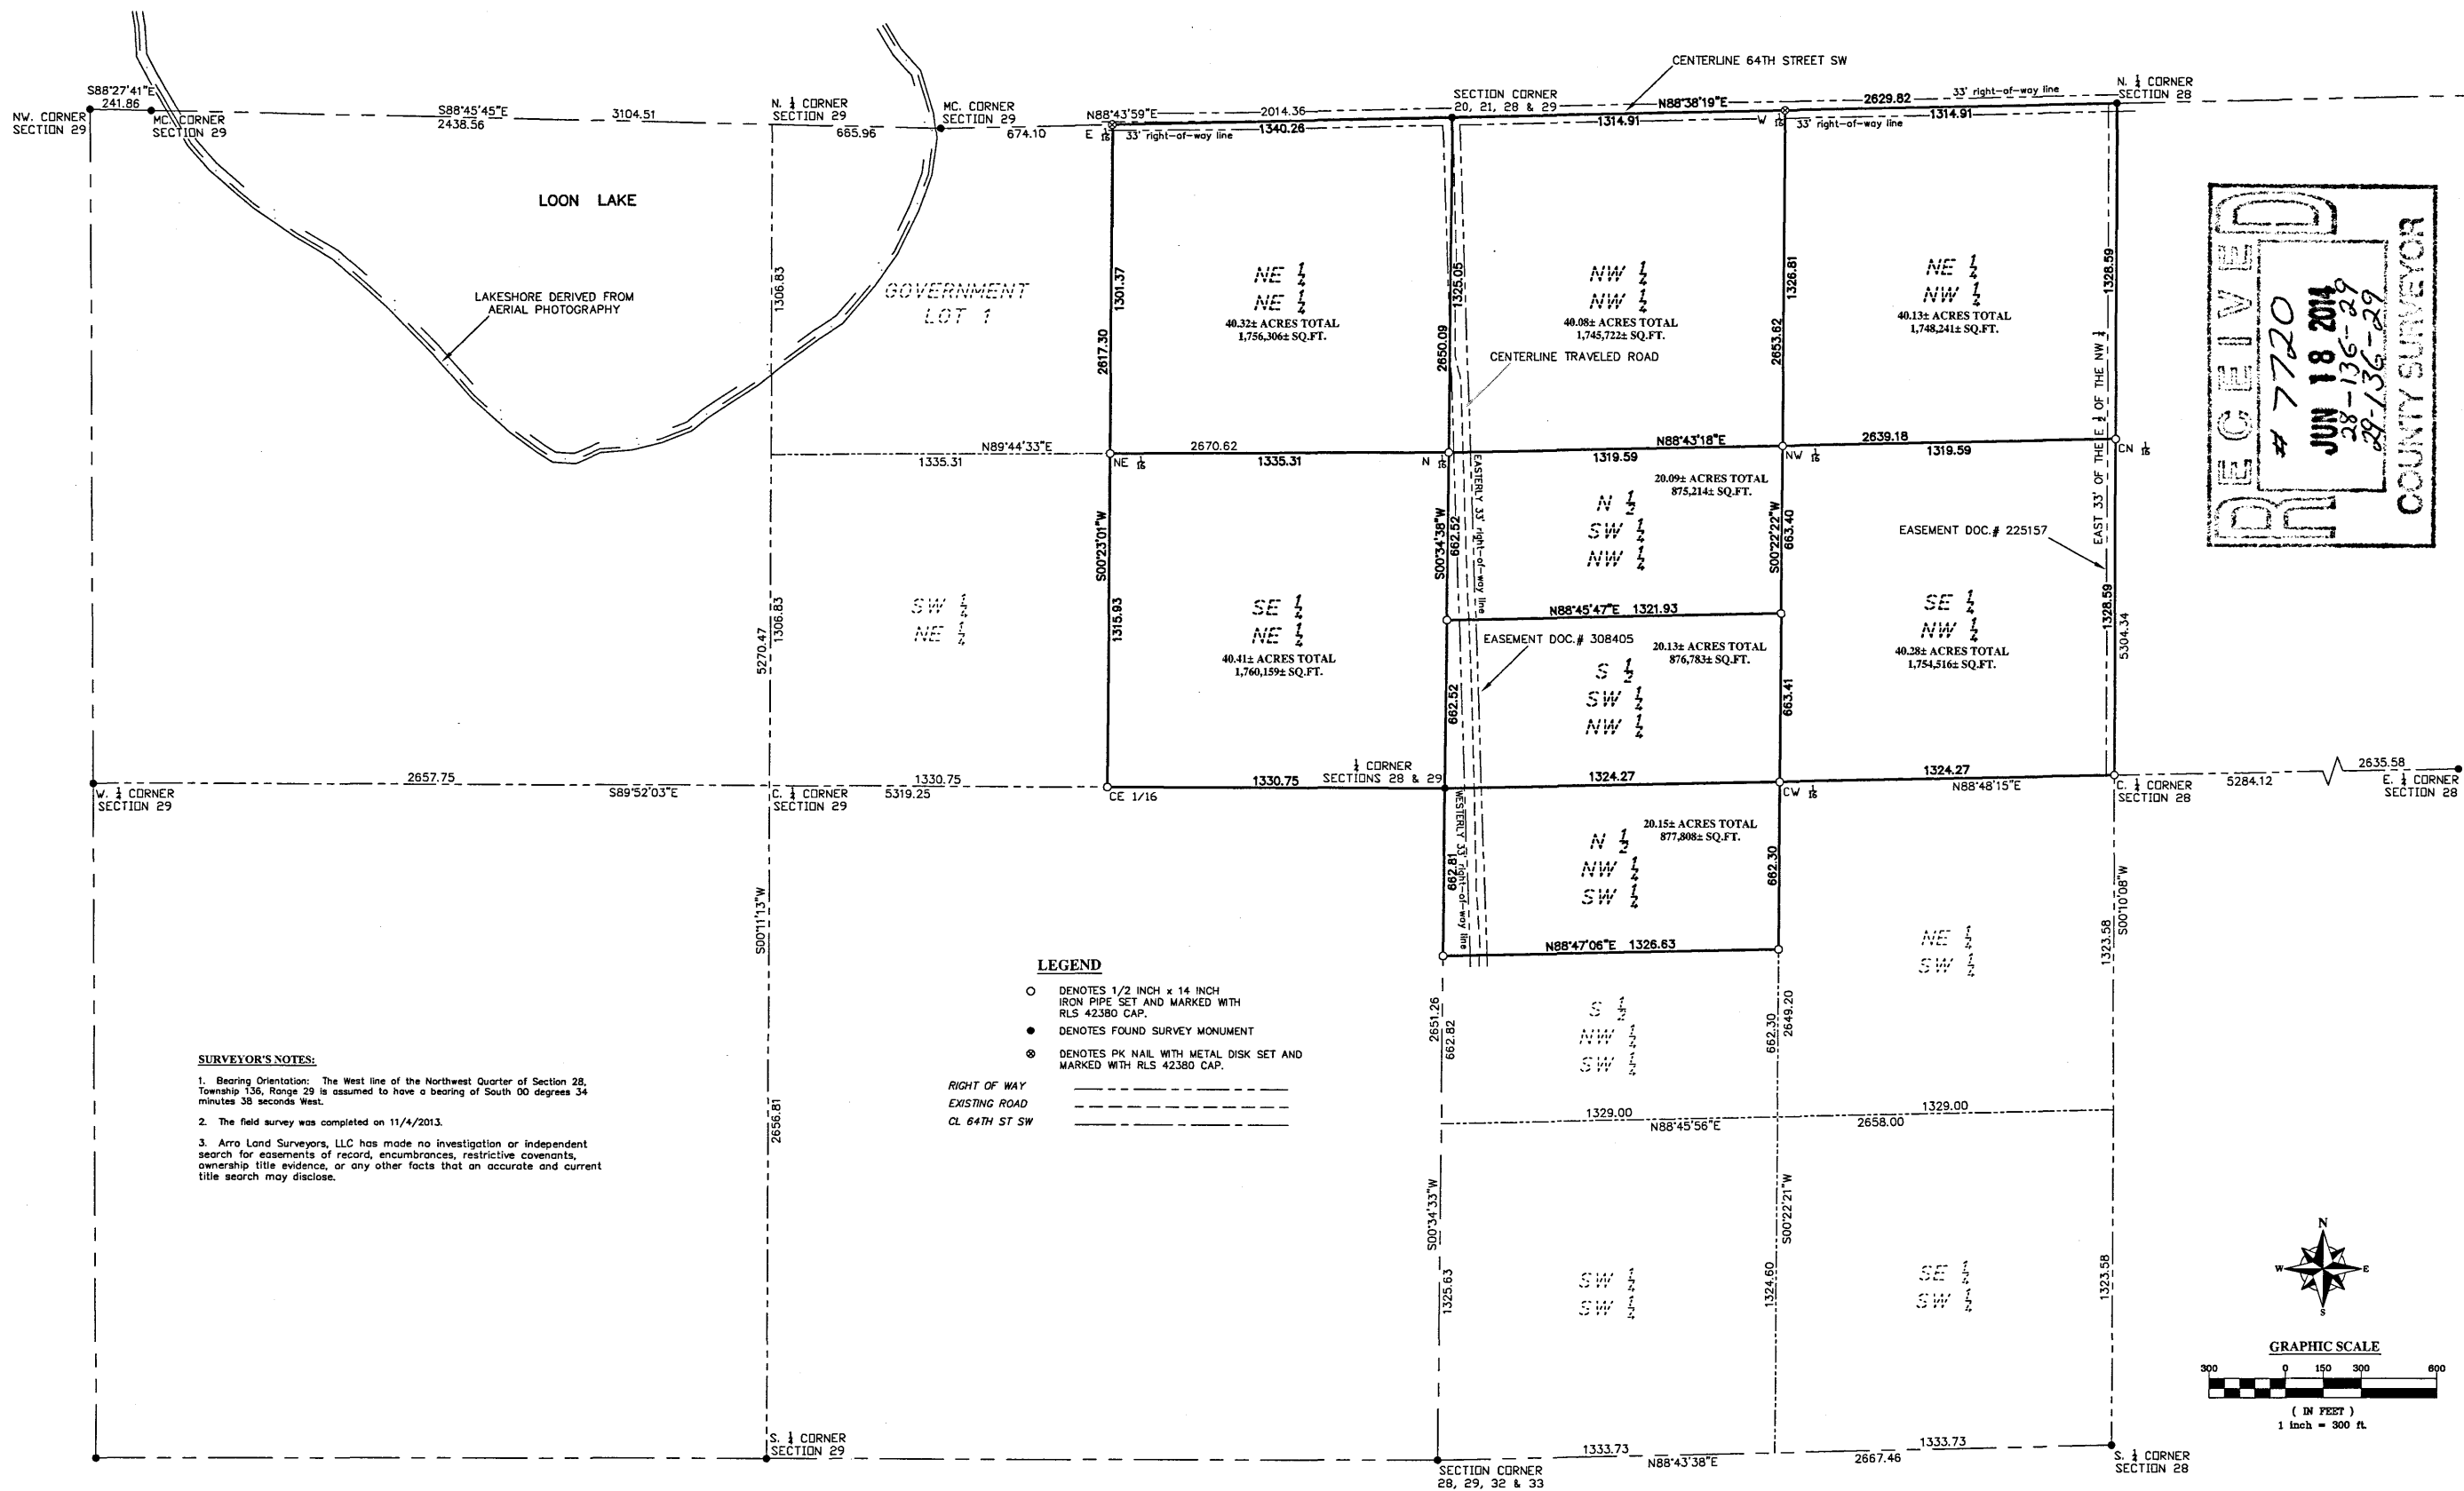 CENTERLINE 64TH STREET SW
S88°27'41"E
241.86
NW. CORNER
SECTION 29
MC. CORNER
SECTION 29
S88°45'45"E
2438.56
3104.51
N. 1/4 CORNER
SECTION 29
665.96
MC. CORNER
SECTION 29
674.10
N88°43'59"E
2014.36
E 1/16
33' right-of-way line
1340.26
SECTION CORNER
20, 21, 28 & 29
N88°38'19"E
2629.82
33' right-of-way line
1314.91
W 1/16
33' right-of-way line
1314.91
N. 1/4 CORNER
SECTION 28
LOON LAKE
LAKESHORE DERIVED FROM
AERIAL PHOTOGRAPHY
1306.83
GOVERNMENT
LOT 1
1301.37
2617.30
NE 1/4
NE 1/4
40.32± ACRES TOTAL
1,756,306± SQ.FT.
1325.05
2650.09
NW 1/4
NW 1/4
40.08± ACRES TOTAL
1,745,722± SQ.FT.
CENTERLINE TRAVELED ROAD
1326.81
2653.62
NE 1/4
NW 1/4
40.13± ACRES TOTAL
1,748,241± SQ.FT.
1328.59
EAST 33' OF THE E 1/2 OF THE NW 1/4
RECEIVED
# 7720
JUN 18 2014
28-136-29
29-136-29
COUNTY SURVEYOR
N89°44'33"E
1335.31
2670.62
NE 1/16
1335.31
N 1/16
N88°43'18"E
1319.59
2639.18
NW 1/16
1319.59
CN 1/16
S00°23'01"W
1315.93
S00°34'38"W
662.52
EASTERLY 33' right-of-way line
20.09± ACRES TOTAL
875,214± SQ.FT.
N 1/2
SW 1/4
NW 1/4
S00°22'22"W
663.40
EASEMENT DOC.# 225157
5270.47
1306.83
SW 1/4
NE 1/4
SE 1/4
NE 1/4
40.41± ACRES TOTAL
1,760,159± SQ.FT.
N88°45'47"E 1321.93
EASEMENT DOC.# 308405
20.13± ACRES TOTAL
876,783± SQ.FT.
S 1/2
SW 1/4
NW 1/4
662.52
663.41
SE 1/4
NW 1/4
40.28± ACRES TOTAL
1,754,516± SQ.FT.
1328.59
5304.34
W. 1/4 CORNER
SECTION 29
2657.75
S89°52'03"E
C. 1/4 CORNER
SECTION 29
1330.75
5319.25
CE 1/16
1330.75
1/4 CORNER
SECTIONS 28 & 29
1324.27
CW 1/16
1324.27
N88°48'15"E
C. 1/4 CORNER
SECTION 28
5284.12
2635.58
E. 1/4 CORNER
SECTION 28
662.81
WESTERLY 33' right-of-way line
20.15± ACRES TOTAL
877,808± SQ.FT.
N 1/2
NW 1/4
SW 1/4
662.30
N88°47'06"E 1326.63
S00°11'13"W
2656.81
NE 1/4
SW 1/4
1323.58
S00°10'08"W
2651.26
662.82
S 1/2
NW 1/4
SW 1/4
662.30
2649.20
1329.00
N88°45'56"E
1329.00
2658.00
S00°34'33"W
1325.63
SW 1/4
SW 1/4
S00°22'21"W
1324.60
SE 1/4
SW 1/4
1323.58
LEGEND
DENOTES 1/2 INCH x 14 INCH
IRON PIPE SET AND MARKED WITH
RLS 42380 CAP.
DENOTES FOUND SURVEY MONUMENT
DENOTES PK NAIL WITH METAL DISK SET AND
MARKED WITH RLS 42380 CAP.
RIGHT OF WAY
EXISTING ROAD
CL 64TH ST SW
SURVEYOR'S NOTES:
1. Bearing Orientation: The West line of the Northwest Quarter of Section 28,
Township 136, Range 29 is assumed to have a bearing of South 00 degrees 34
minutes 38 seconds West.
2. The field survey was completed on 11/4/2013.
3. Arro Land Surveyors, LLC has made no investigation or independent
search for easements of record, encumbrances, restrictive covenants,
ownership title evidence, or any other facts that an accurate and current
title search may disclose.
S. 1/4 CORNER
SECTION 29
SECTION CORNER
28, 29, 32 & 33
1333.73
N88°43'38"E
1333.73
2667.46
S. 1/4 CORNER
SECTION 28
N
W
E
S
GRAPHIC SCALE
300 0 150 300 600
( IN FEET )
1 inch = 300 ft.